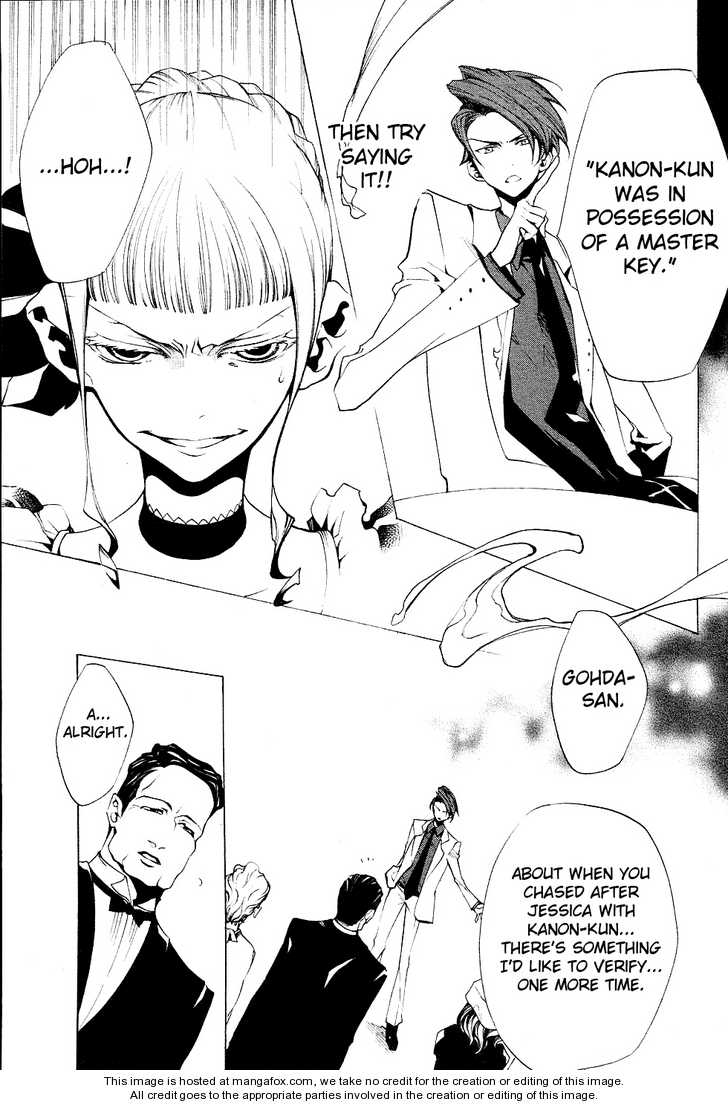 "KANON-KUN
WAS IN
POSSESSION
OF A MASTER
KEY."
THEN TRY
SAYING
IT!!
...HOH...!
GOHDA-
SAN.
ABOUT WHEN YOU
CHASED AFTER
JESSICA WITH
KANON-KUN...
THERE'S SOMETHING
I'D LIKE TO VERIFY...
ONE MORE TIME.
A...
ALRIGHT.
This image is hosted at mangafox.com, we take no credit for the creation or editing of this image.
All credit goes to the appropriate parties involved in the creation or editing of this image.